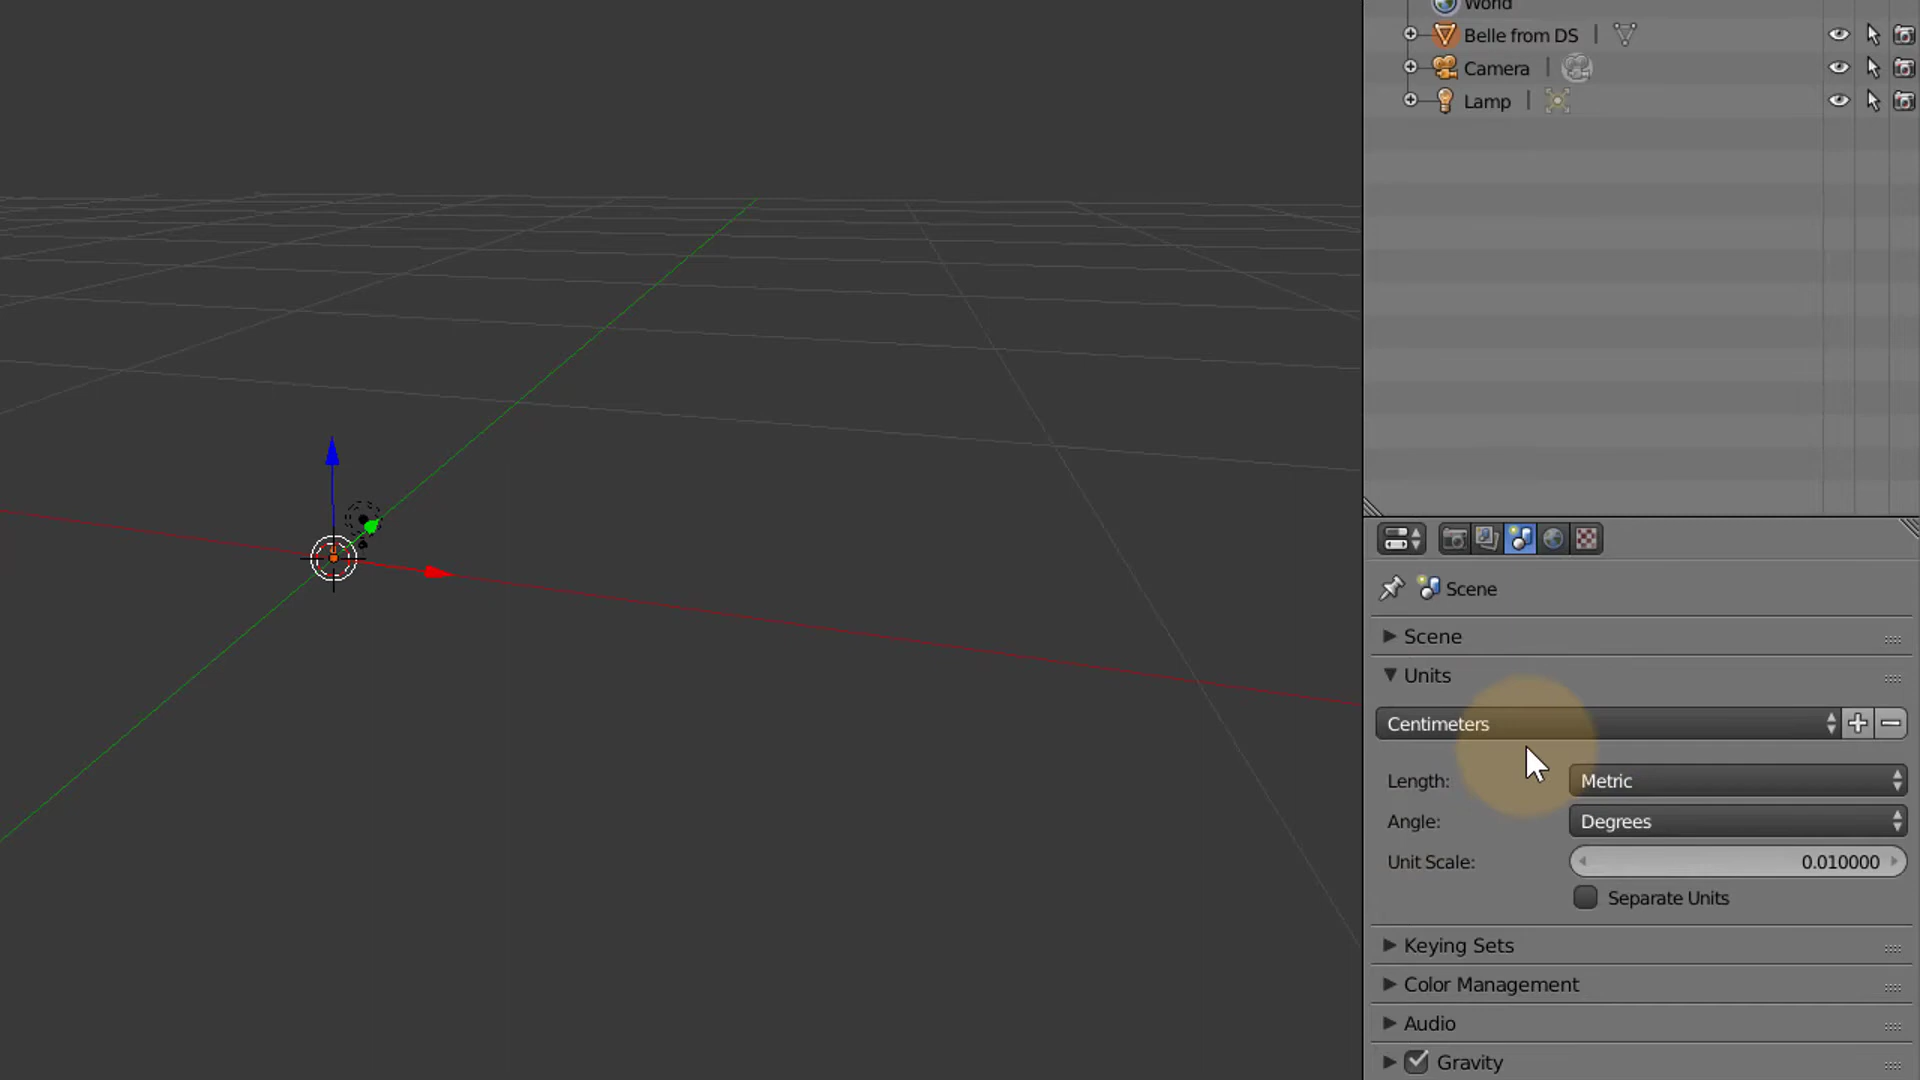 World
Belle from DS
Camera
Lamp
Scene
Scene
Units
Centimeters
Length: Metric
Angle: Degrees
Unit Scale: 0.010000
Separate Units
Keying Sets
Color Management
Audio
Gravity